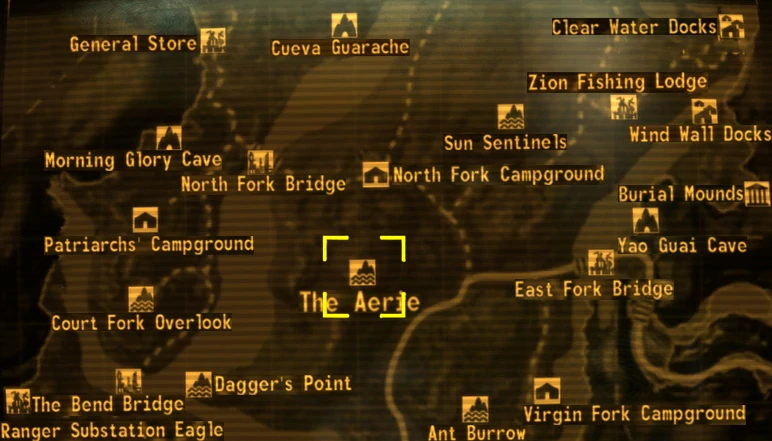 Clear Water Docks
General Store
Cueva Guarache
Zion Fishing Lodge
Wind Wall Docks
Sun Sentinels
Morning Glory Cave
North Fork Campground
North Fork Bridge
Burial Mounds
Patriarchs' Campground
Yao Guai Cave
East Fork Bridge
The Aerie
Court Fork Overlook
Dagger's Point
The Bend Bridge
Virgin Fork Campground
Ranger Substation Eagle
Ant Burrow